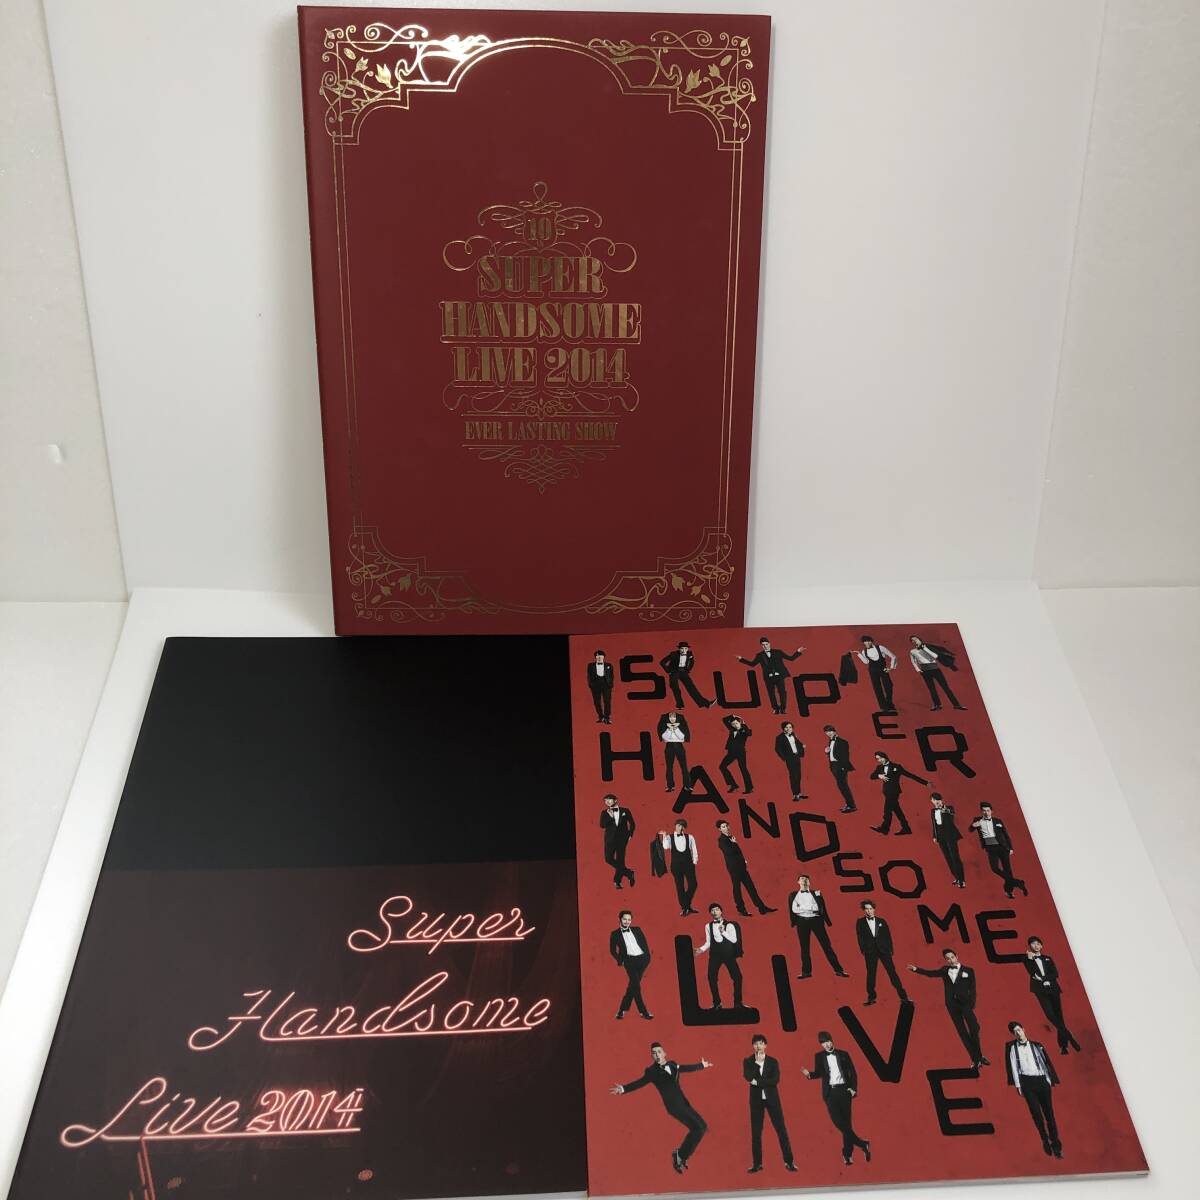 10
SUPER
HANDSOME
LIVE 2014
EVER LASTING SHOW
Super
Handsome
Live 2014
SUPER
HANDSOME
LIVE